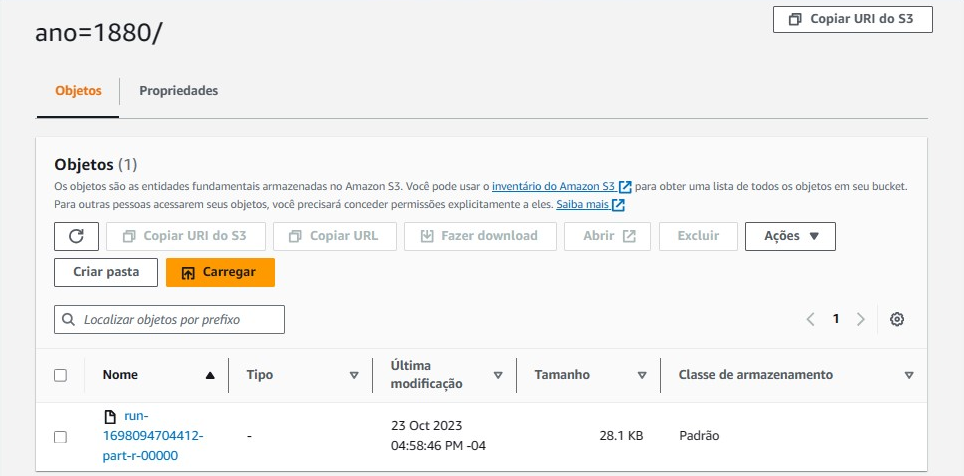 ano=1880/
Copiar URI do S3
Objetos
Propriedades
Objetos (1)
Os objetos são as entidades fundamentais armazenadas no Amazon S3. Você pode usar o inventário do Amazon S3 para obter uma lista de todos os objetos em seu bucket.
Para outras pessoas acessarem seus objetos, você precisará conceder permissões explicitamente a eles. Saiba mais
Copiar URI do S3 Copiar URL Fazer download Abrir Excluir Ações
Criar pasta Carregar
Localizar objetos por prefixo 1
Nome Tipo Última modificação Tamanho Classe de armazenamento
run-
1698094704412-
part-r-00000
-
23 Oct 2023
04:58:46 PM -04
28.1 KB
Padrão